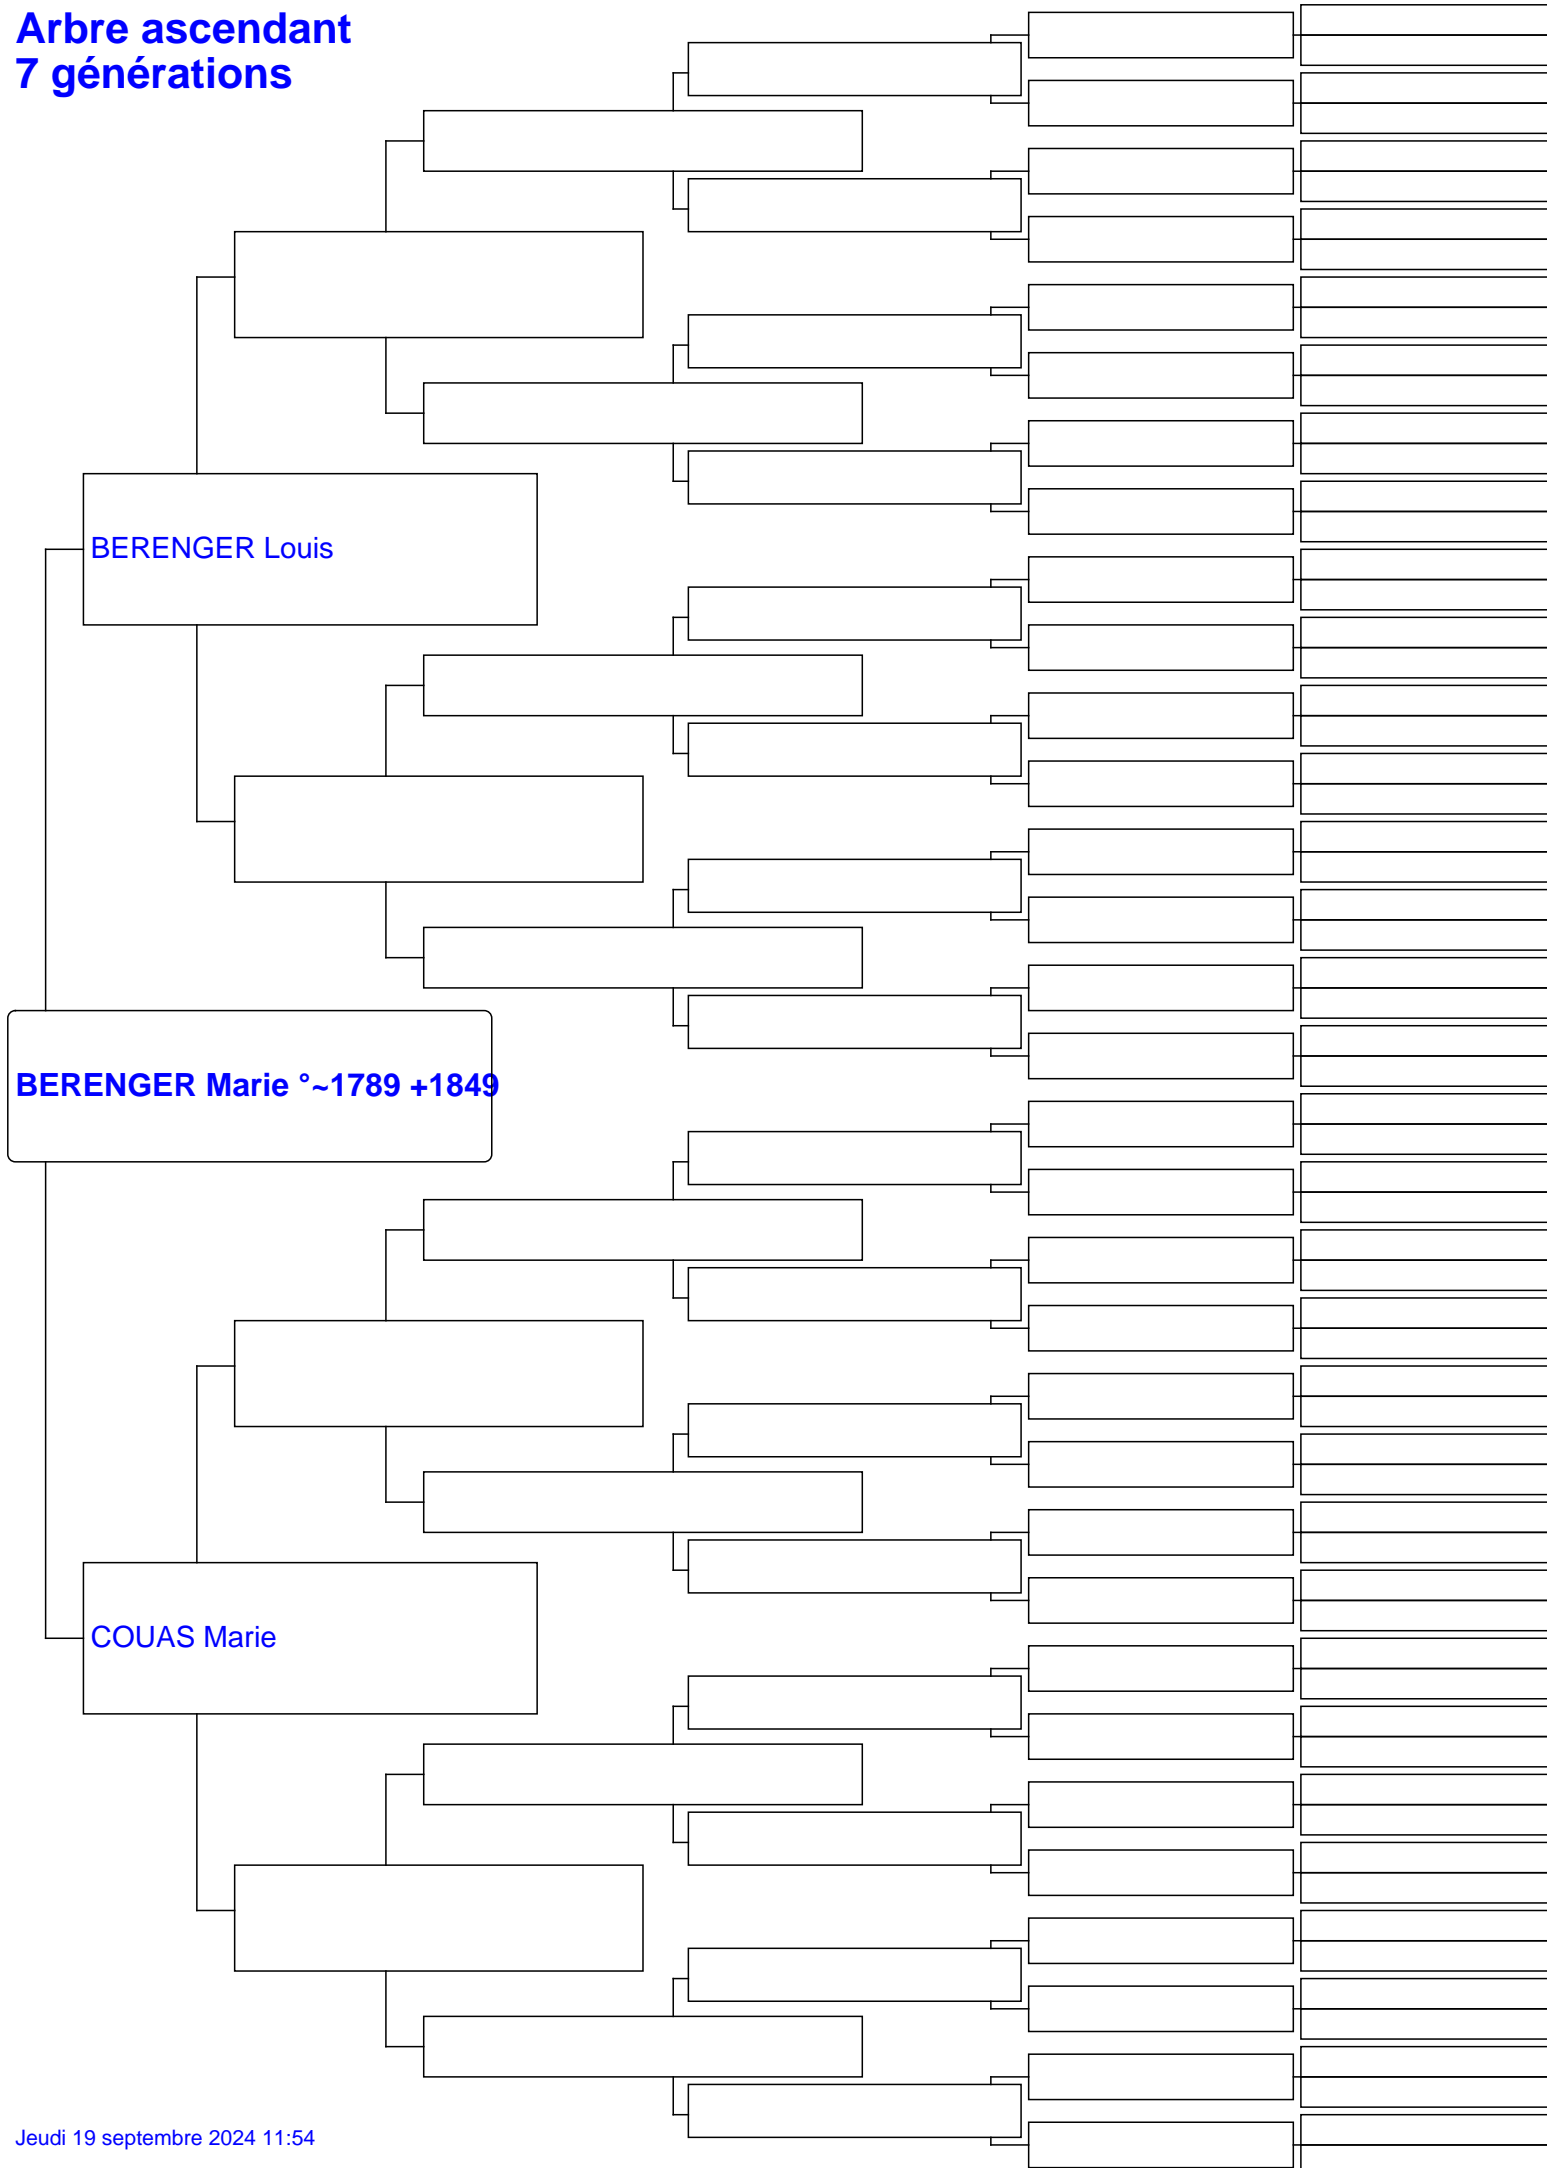 Arbre ascendant
7 générations
BERENGER Louis
BERENGER Marie °~1789 +1849
COUAS Marie
Jeudi 19 septembre 2024 11:54